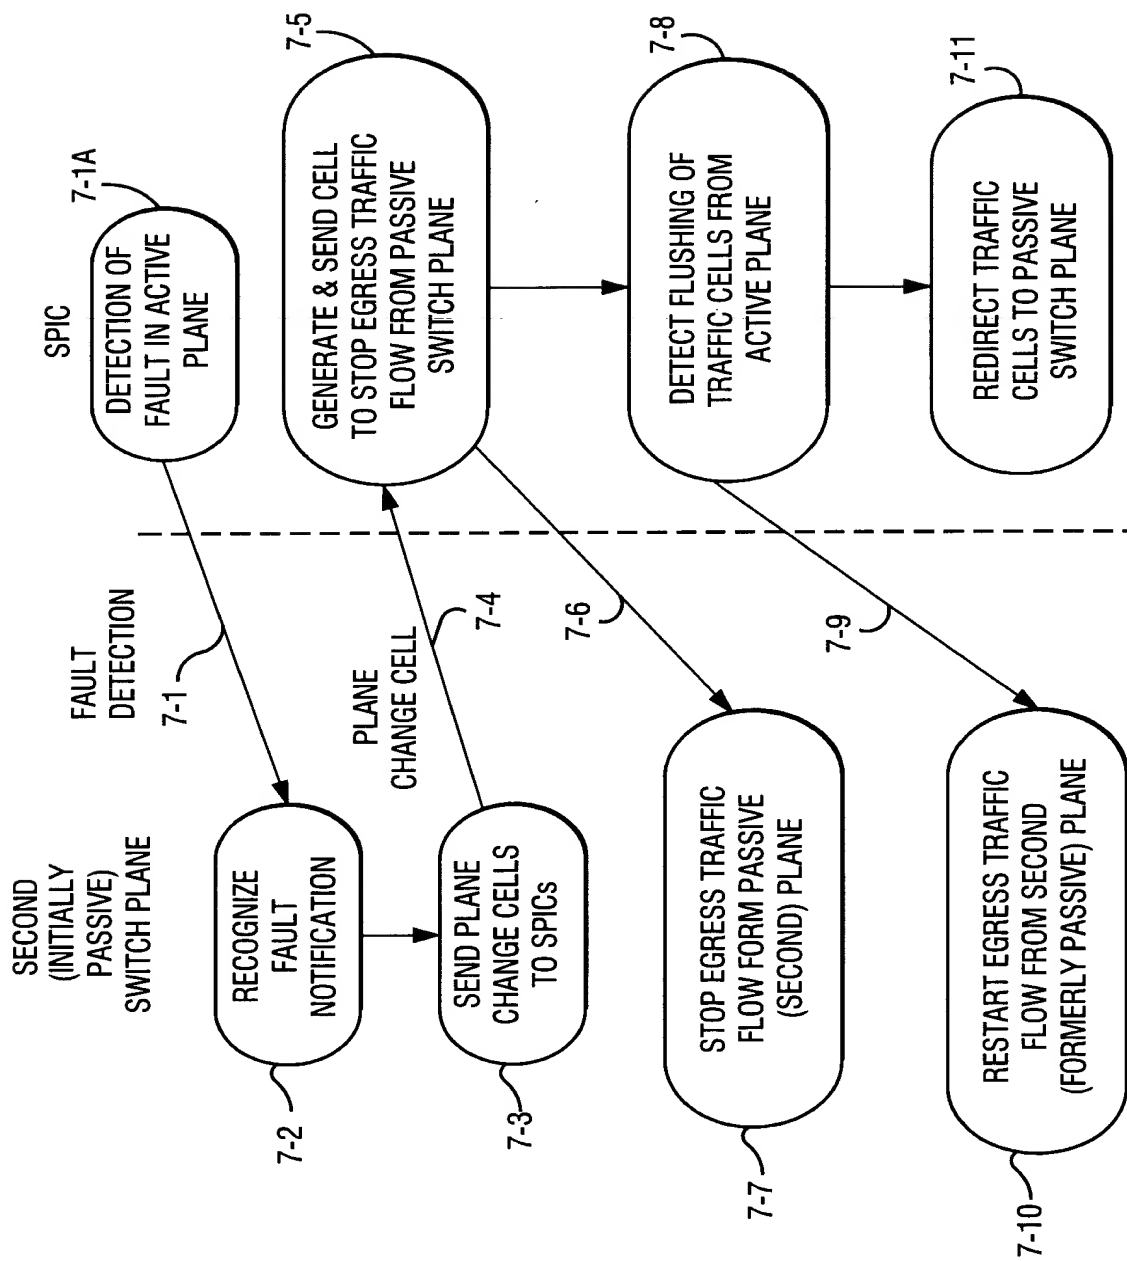 SECOND
(INITIALLY
PASSIVE)
SWITCH PLANE
FAULT
DETECTION
SPIC
7-1A
DETECTION OF
FAULT IN ACTIVE
PLANE
7-1
RECOGNIZE
FAULT
NOTIFICATION
7-2
SEND PLANE
CHANGE CELLS
TO SPICs
7-3
PLANE
CHANGE CELL
7-4
GENERATE & SEND CELL
TO STOP EGRESS TRAFFIC
FLOW FROM PASSIVE
SWITCH PLANE
7-5
7-6
STOP EGRESS TRAFFIC
FLOW FORM PASSIVE
(SECOND) PLANE
7-7
DETECT FLUSHING OF
TRAFFIC CELLS FROM
ACTIVE PLANE
7-8
7-9
RESTART EGRESS TRAFFIC
FLOW FROM SECOND
(FORMERLY PASSIVE) PLANE
7-10
REDIRECT TRAFFIC
CELLS TO PASSIVE
SWITCH PLANE
7-11